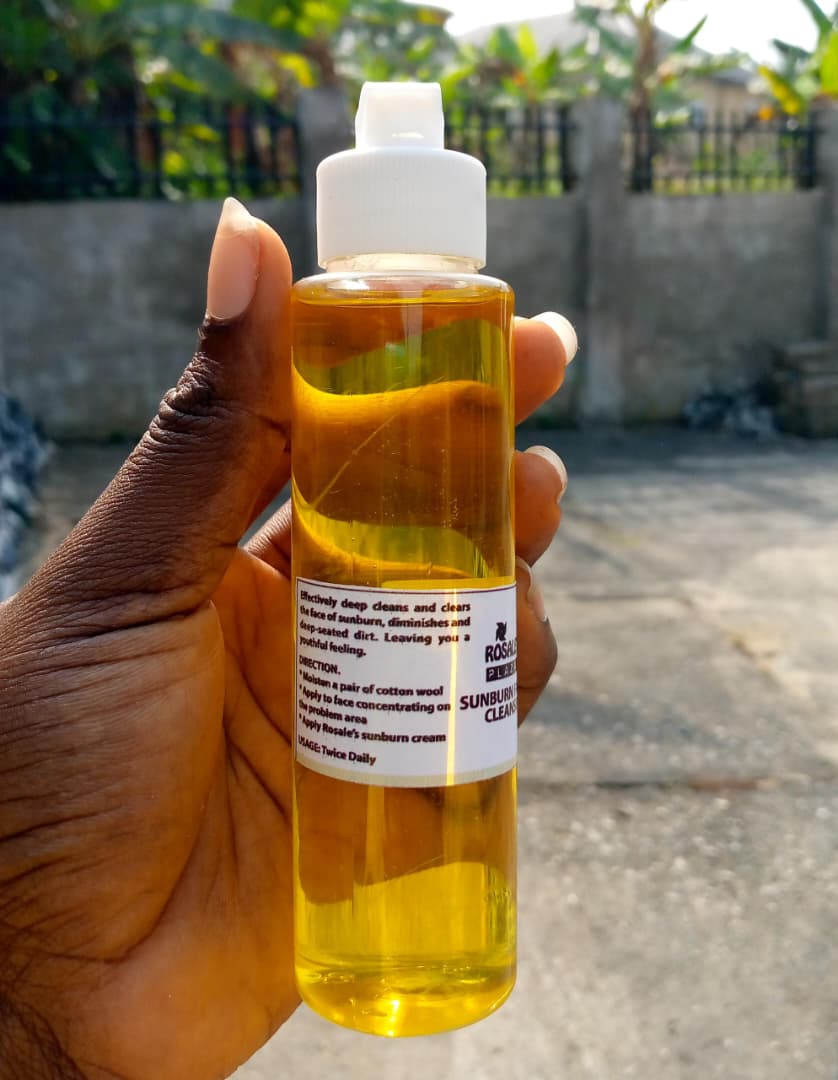 Effectively deep cleans and clears
the face of sunburn, diminishes and
deep-seated dirt. Leaving you a
youthful feeling.
DIRECTION.
* Moisten a pair of cotton wool
* Apply to face concentrating on
the problem area
* Apply Rosale's sunburn cream
USAGE: Twice Daily
ROSALE
SUNBURN
CLEANS